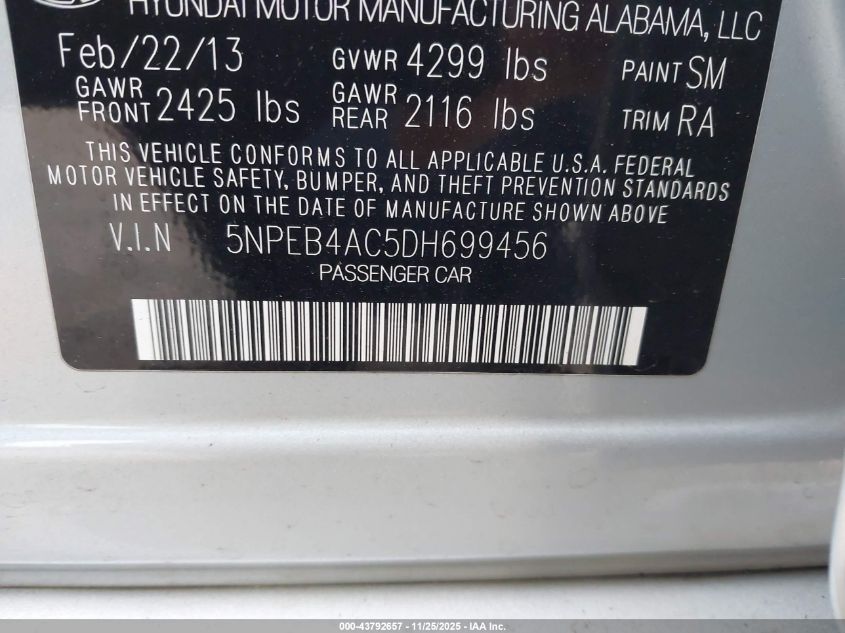 HYUNDAI MOTOR MANUFACTURING ALABAMA, LLC
Feb/22/13 GVWR 4299 lbs PAINT SM
GAWR FRONT 2425 lbs GAWR REAR 2116 lbs TRIM RA
THIS VEHICLE CONFORMS TO ALL APPLICABLE U.S.A. FEDERAL
MOTOR VEHICLE SAFETY, BUMPER, AND THEFT PREVENTION STANDARDS
IN EFFECT ON THE DATE OF MANUFACTURE SHOWN ABOVE.
V.I.N 5NPEB4AC5DH699456
PASSENGER CAR
000-43792657 - 11/25/2025 - IAA Inc.